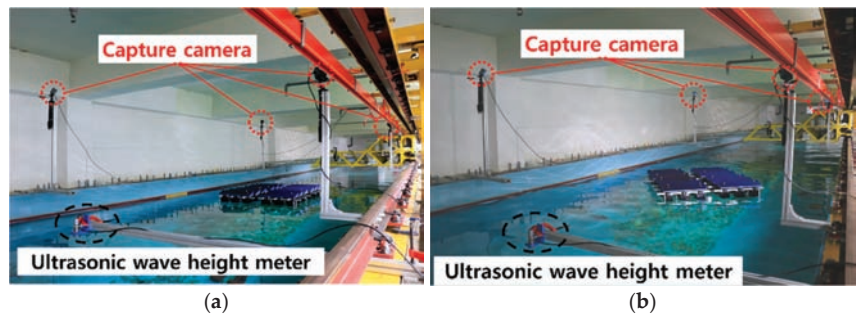 Capture camera
Ultrasonic wave height meter
(a)
Capture camera
Ultrasonic wave height meter
(b)